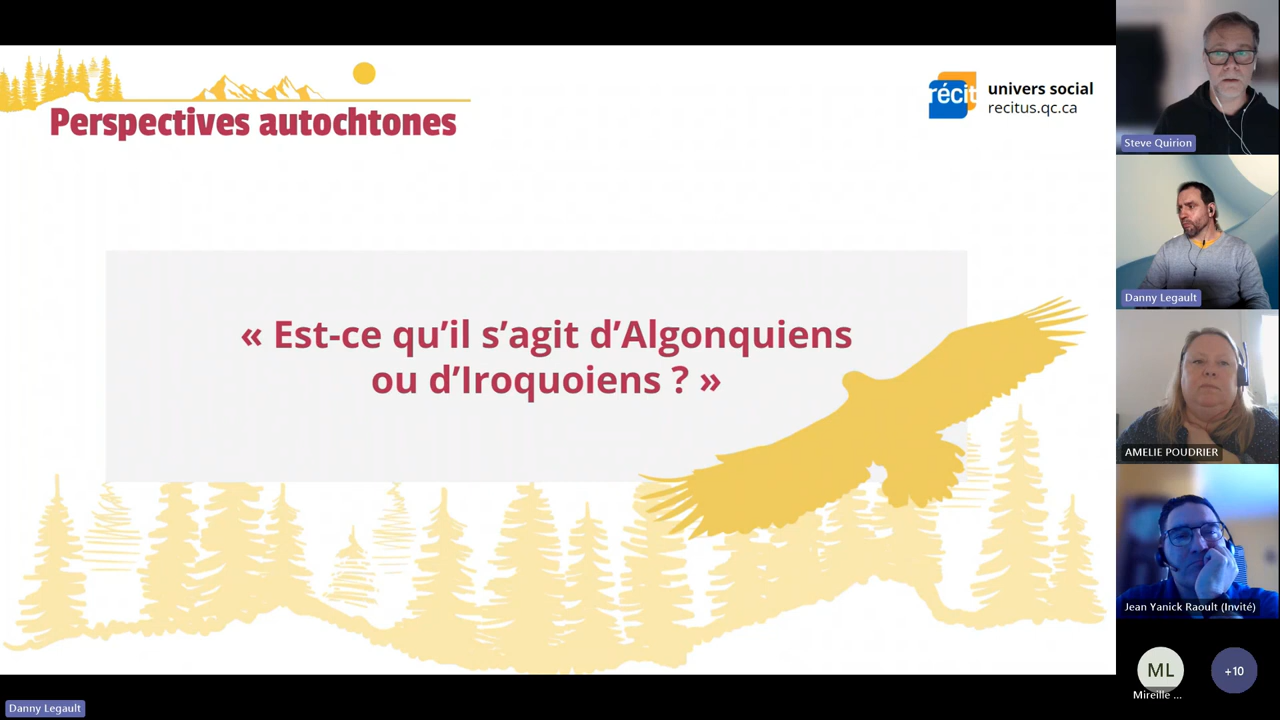 Perspectives autochtones
récit
univers social
recitus.qc.ca
« Est-ce qu’il s’agit d’Algonquiens
ou d’Iroquoiens ? »
Steve Quirion
Danny Legault
AMELIE POUDRIER
Jean Yanick Raoult (Invité)
ML
Mireille ...
+10
Danny Legault